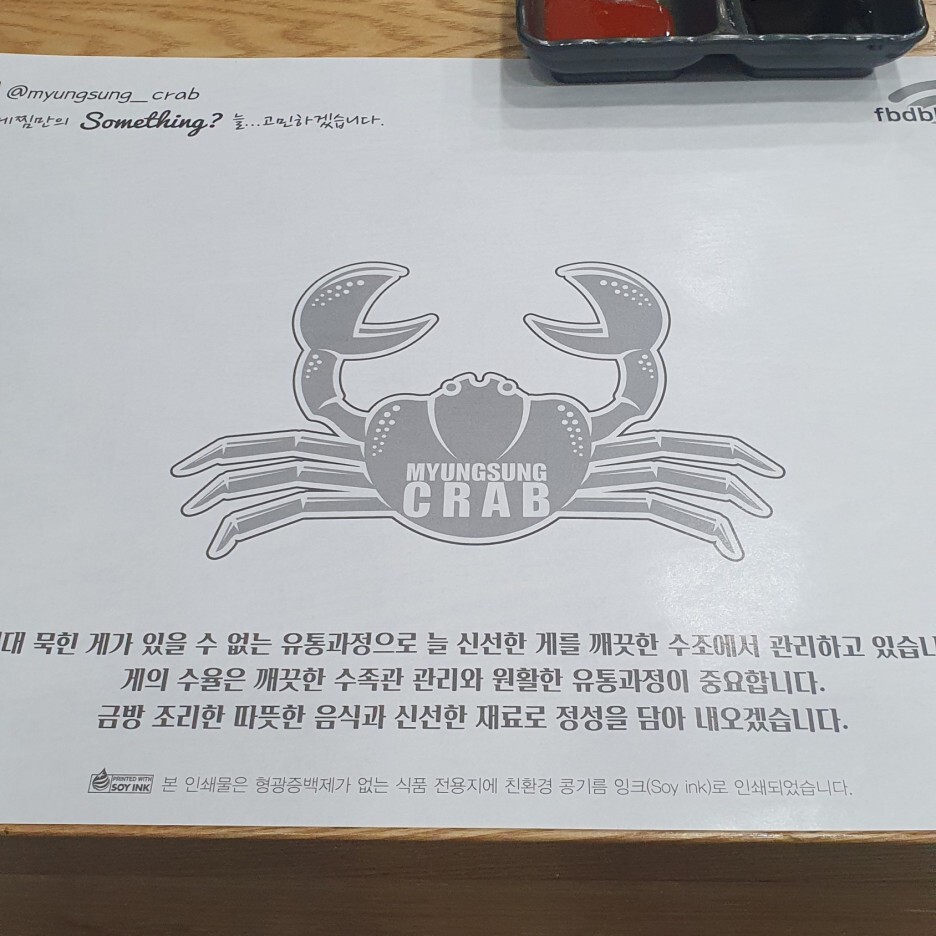 @myungsung_crab
찜만의 Something? 늘...고민하겠습니다.
fbdb
MYUNGSUNG
CRAB
대 묵힌 게가 있을 수 없는 유통과정으로 늘 신선한 게를 깨끗한 수조에서 관리하고 있습니
게의 수율은 깨끗한 수족관 관리와 원활한 유통과정이 중요합니다.
금방 조리한 따뜻한 음식과 신선한 재료로 정성을 담아 내오겠습니다.
PRINTED WITH
SOY INK
본 인쇄물은 형광증백제가 없는 식품 전용지에 친환경 콩기름 잉크(Soy ink)로 인쇄되었습니다.